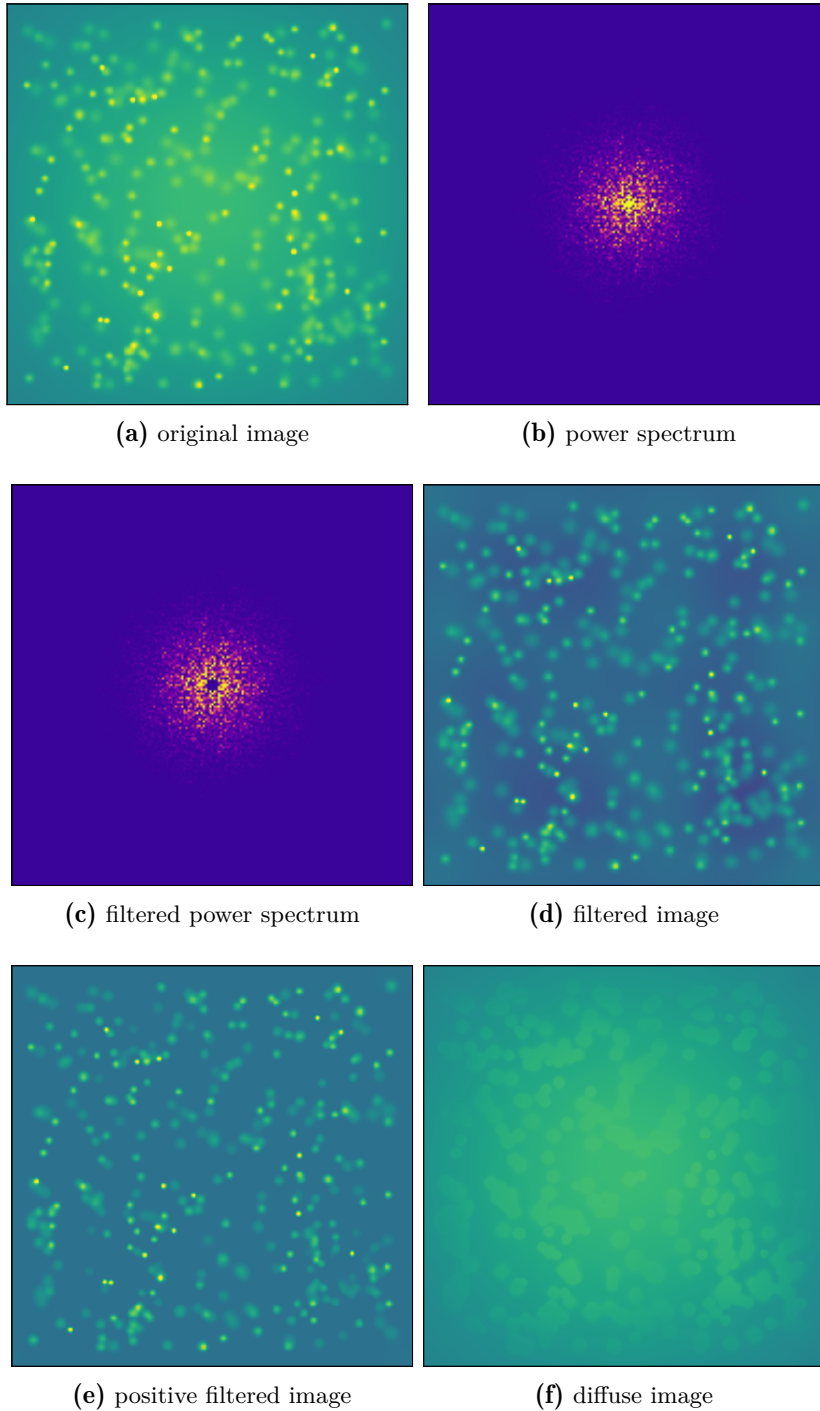 (a) original image
(b) power spectrum
(c) filtered power spectrum
(d) filtered image
(e) positive filtered image
(f) diffuse image